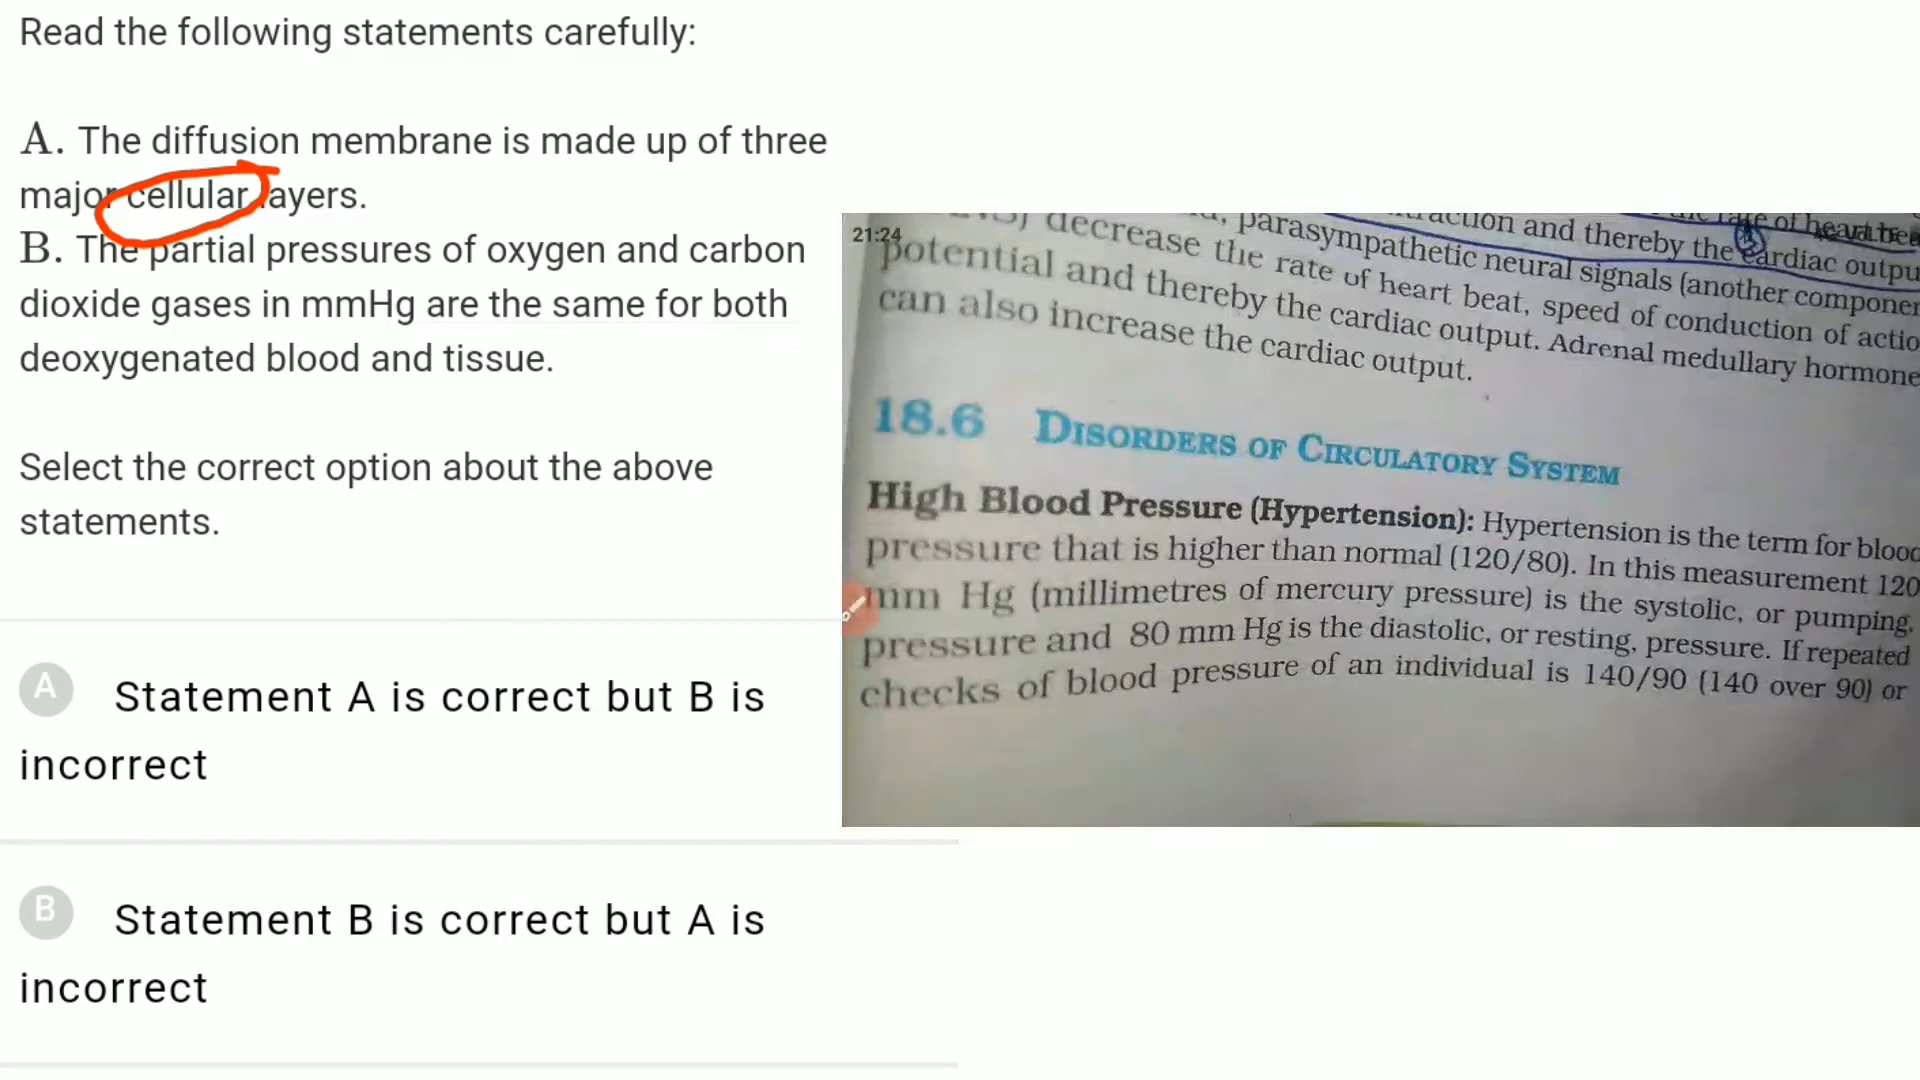 Read the following statements carefully:
A. The diffusion membrane is made up of three
major cellular layers.
B. The partial pressures of oxygen and carbon
dioxide gases in mmHg are the same for both
deoxygenated blood and tissue.
Select the correct option about the above
statements.
A Statement A is correct but B is
incorrect
B Statement B is correct but A is
incorrect
21:24
of heart bea
action and thereby the cardiac outpu
parasympathetic neural signals (another componen
decrease the rate of heart beat, speed of conduction of actio
potential and thereby the cardiac output. Adrenal medullary hormone
can also increase the cardiac output.
18.6 DISORDERS OF CIRCULATORY SYSTEM
High Blood Pressure (Hypertension): Hypertension is the term for blood
pressure that is higher than normal (120/80). In this measurement 120
mm Hg (millimetres of mercury pressure) is the systolic, or pumping,
pressure and 80 mm Hg is the diastolic, or resting, pressure. If repeated
checks of blood pressure of an individual is 140/90 (140 over 90) or